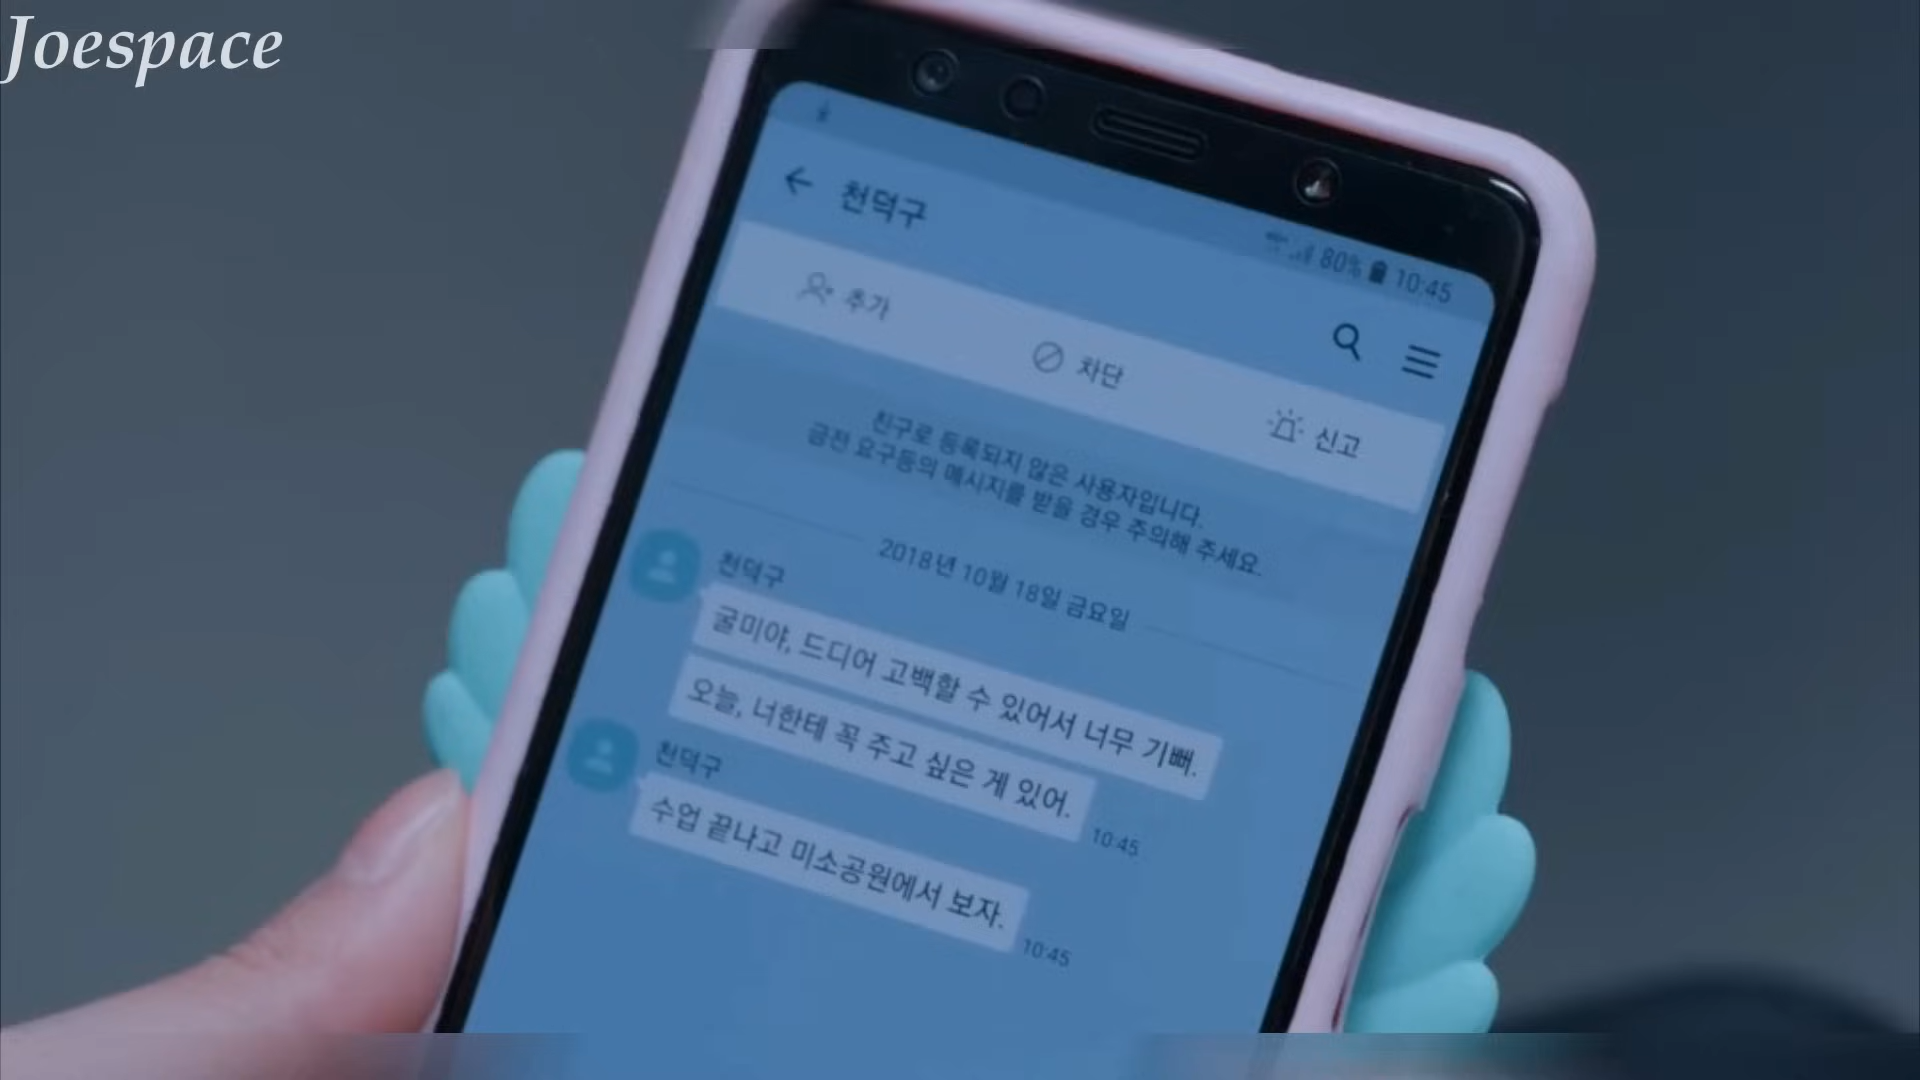 Joespace
80% 10:45
천덕구
추가
차단
신고
친구로 등록되지 않은 사용자입니다.
금전 요구등의 메시지를 받을 경우 주의해 주세요.
2018년 10월 18일 금요일
천덕구
굴미야, 드디어 고백할 수 있어서 너무 기뻐.
오늘, 너한테 꼭 주고 싶은 게 있어.
10:45
천덕구
수업 끝나고 미소공원에서 보자.
10:45